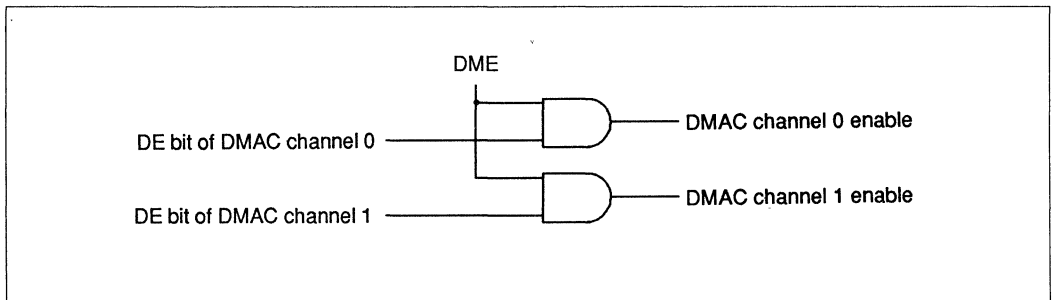 DME
DE bit of DMAC channel 0
DMAC channel 0 enable
DE bit of DMAC channel 1
DMAC channel 1 enable